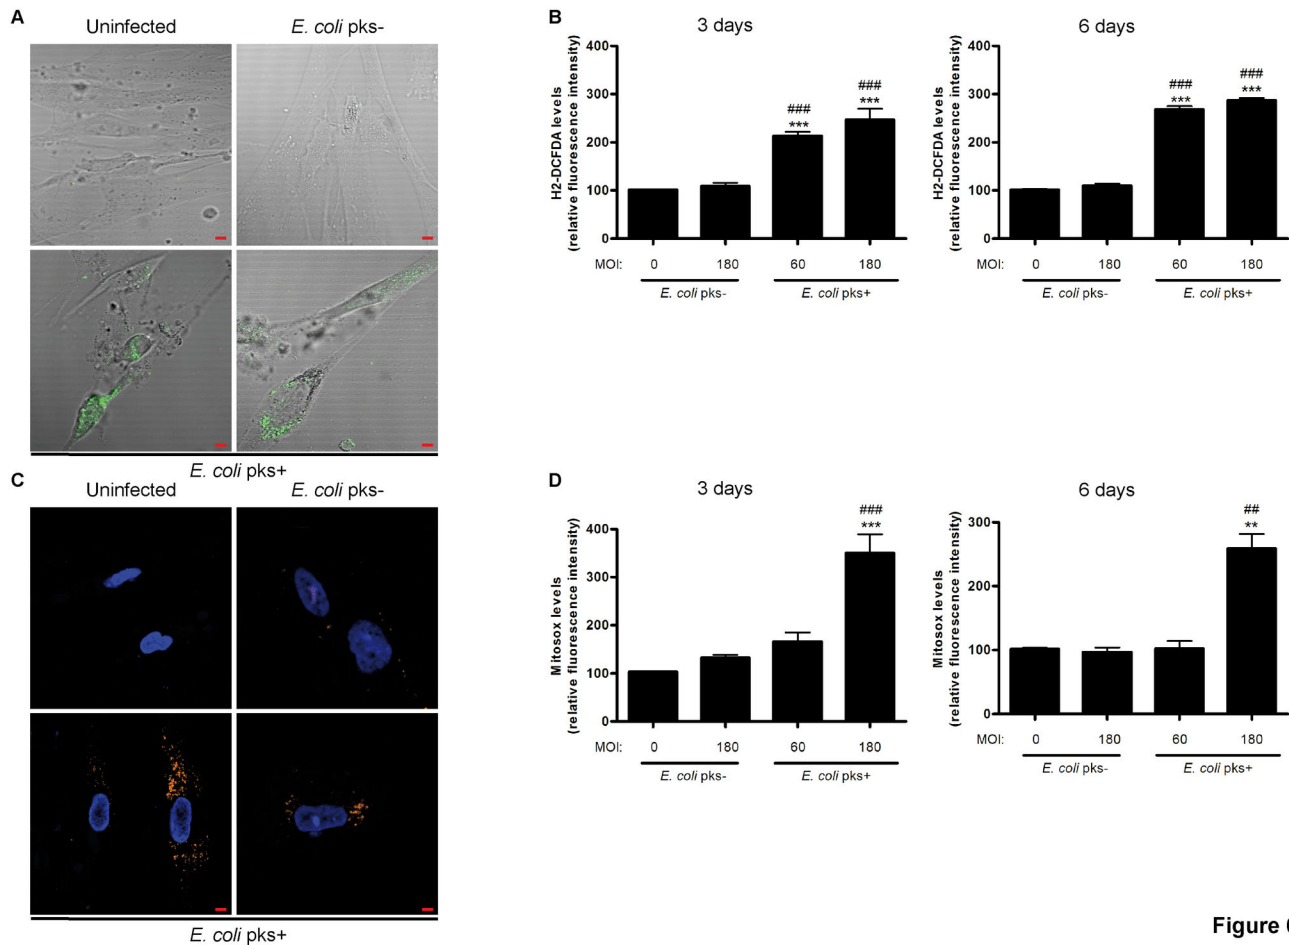 A
Uninfected
E. coli pks-
E. coli pks+
B
3 days
H2-DCFDA levels
(relative fluorescence intensity)
400
300
200
100
0
###
***
###
***
MOI:
0
180
60
180
E. coli pks-
E. coli pks+
6 days
H2-DCFDA levels
(relative fluorescence intensity)
400
300
200
100
0
###
***
###
***
MOI:
0
180
60
180
E. coli pks-
E. coli pks+
C
Uninfected
E. coli pks-
E. coli pks+
D
3 days
Mitosox levels
(relative fluorescence intensity)
400
300
200
100
0
###
***
MOI:
0
180
60
180
E. coli pks-
E. coli pks+
6 days
Mitosox levels
(relative fluorescence intensity)
300
200
100
0
##
**
MOI:
0
180
60
180
E. coli pks-
E. coli pks+
Figure